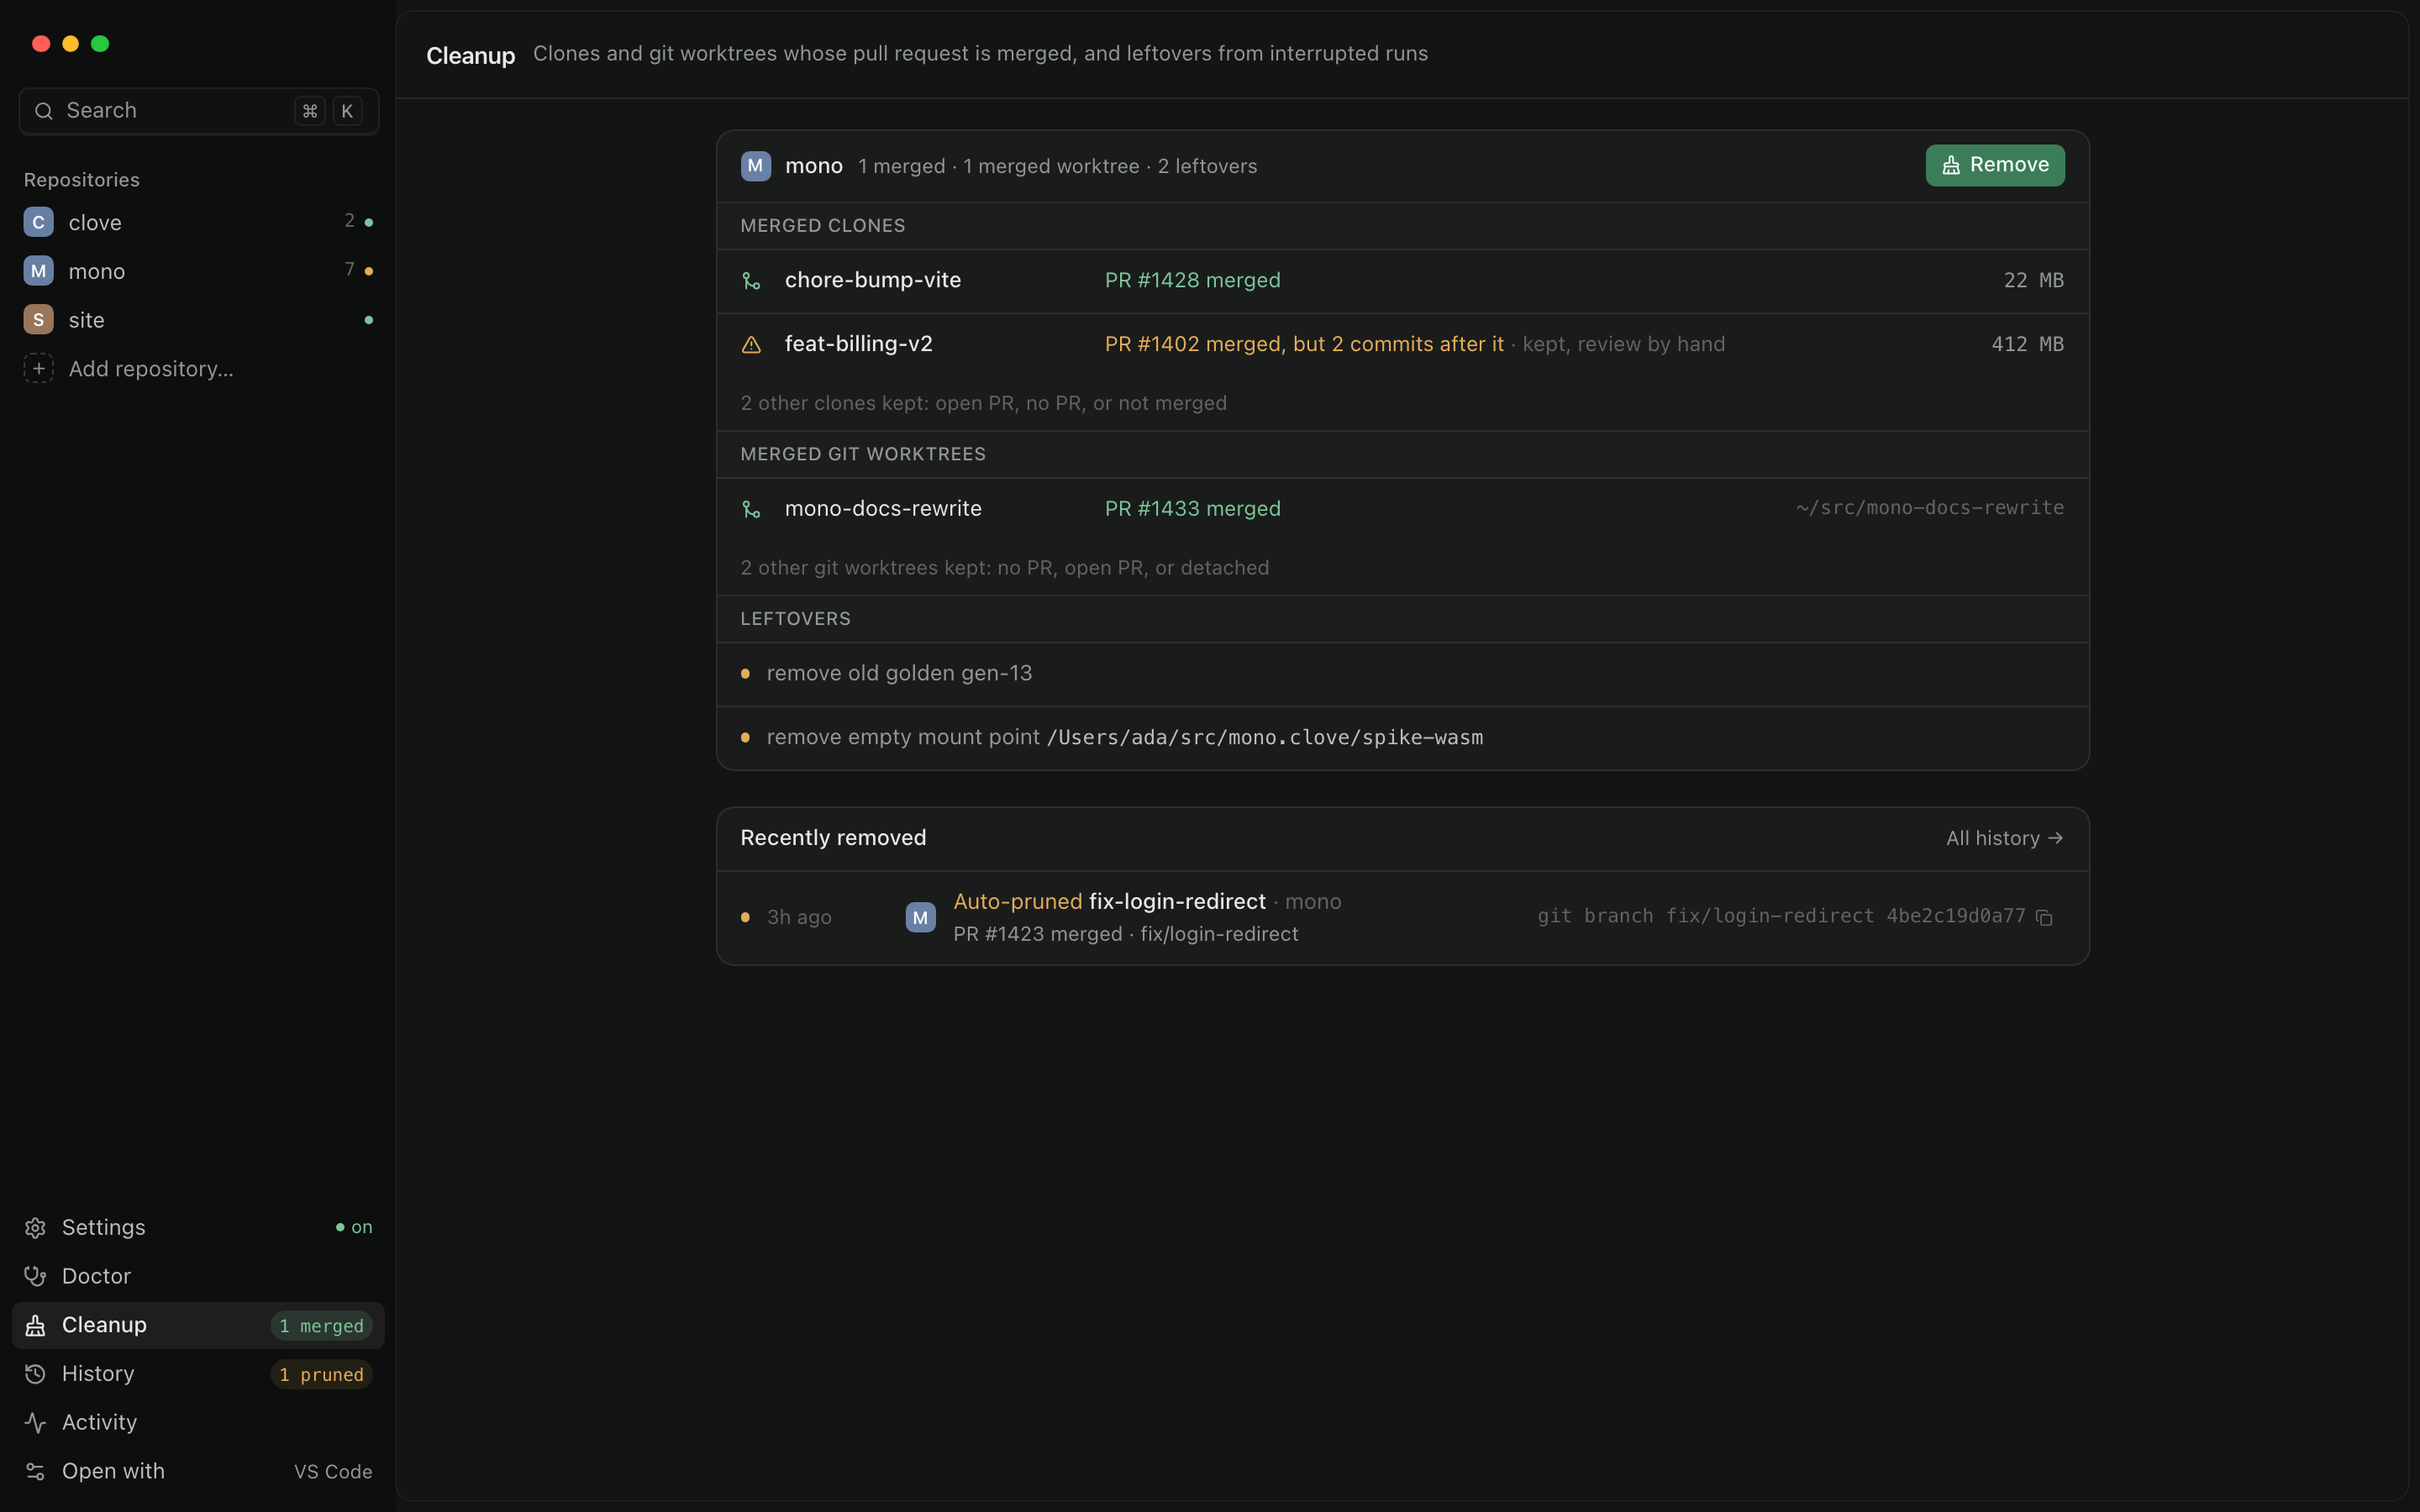 Search ⌘ K
Repositories
C clove 2
M mono 7
S site
+ Add repository...
Settings on
Doctor
Cleanup 1 merged
History 1 pruned
Activity
Open with VS Code
Cleanup Clones and git worktrees whose pull request is merged, and leftovers from interrupted runs
M mono 1 merged · 1 merged worktree · 2 leftovers Remove
MERGED CLONES
chore-bump-vite PR #1428 merged 22 MB
feat-billing-v2 PR #1402 merged, but 2 commits after it · kept, review by hand 412 MB
2 other clones kept: open PR, no PR, or not merged
MERGED GIT WORKTREES
mono-docs-rewrite PR #1433 merged ~/src/mono-docs-rewrite
2 other git worktrees kept: no PR, open PR, or detached
LEFTOVERS
remove old golden gen-13
remove empty mount point /Users/ada/src/mono.clove/spike-wasm
Recently removed All history →
3h ago M Auto-pruned fix-login-redirect · mono
PR #1423 merged · fix/login-redirect
git branch fix/login-redirect 4be2c19d0a77